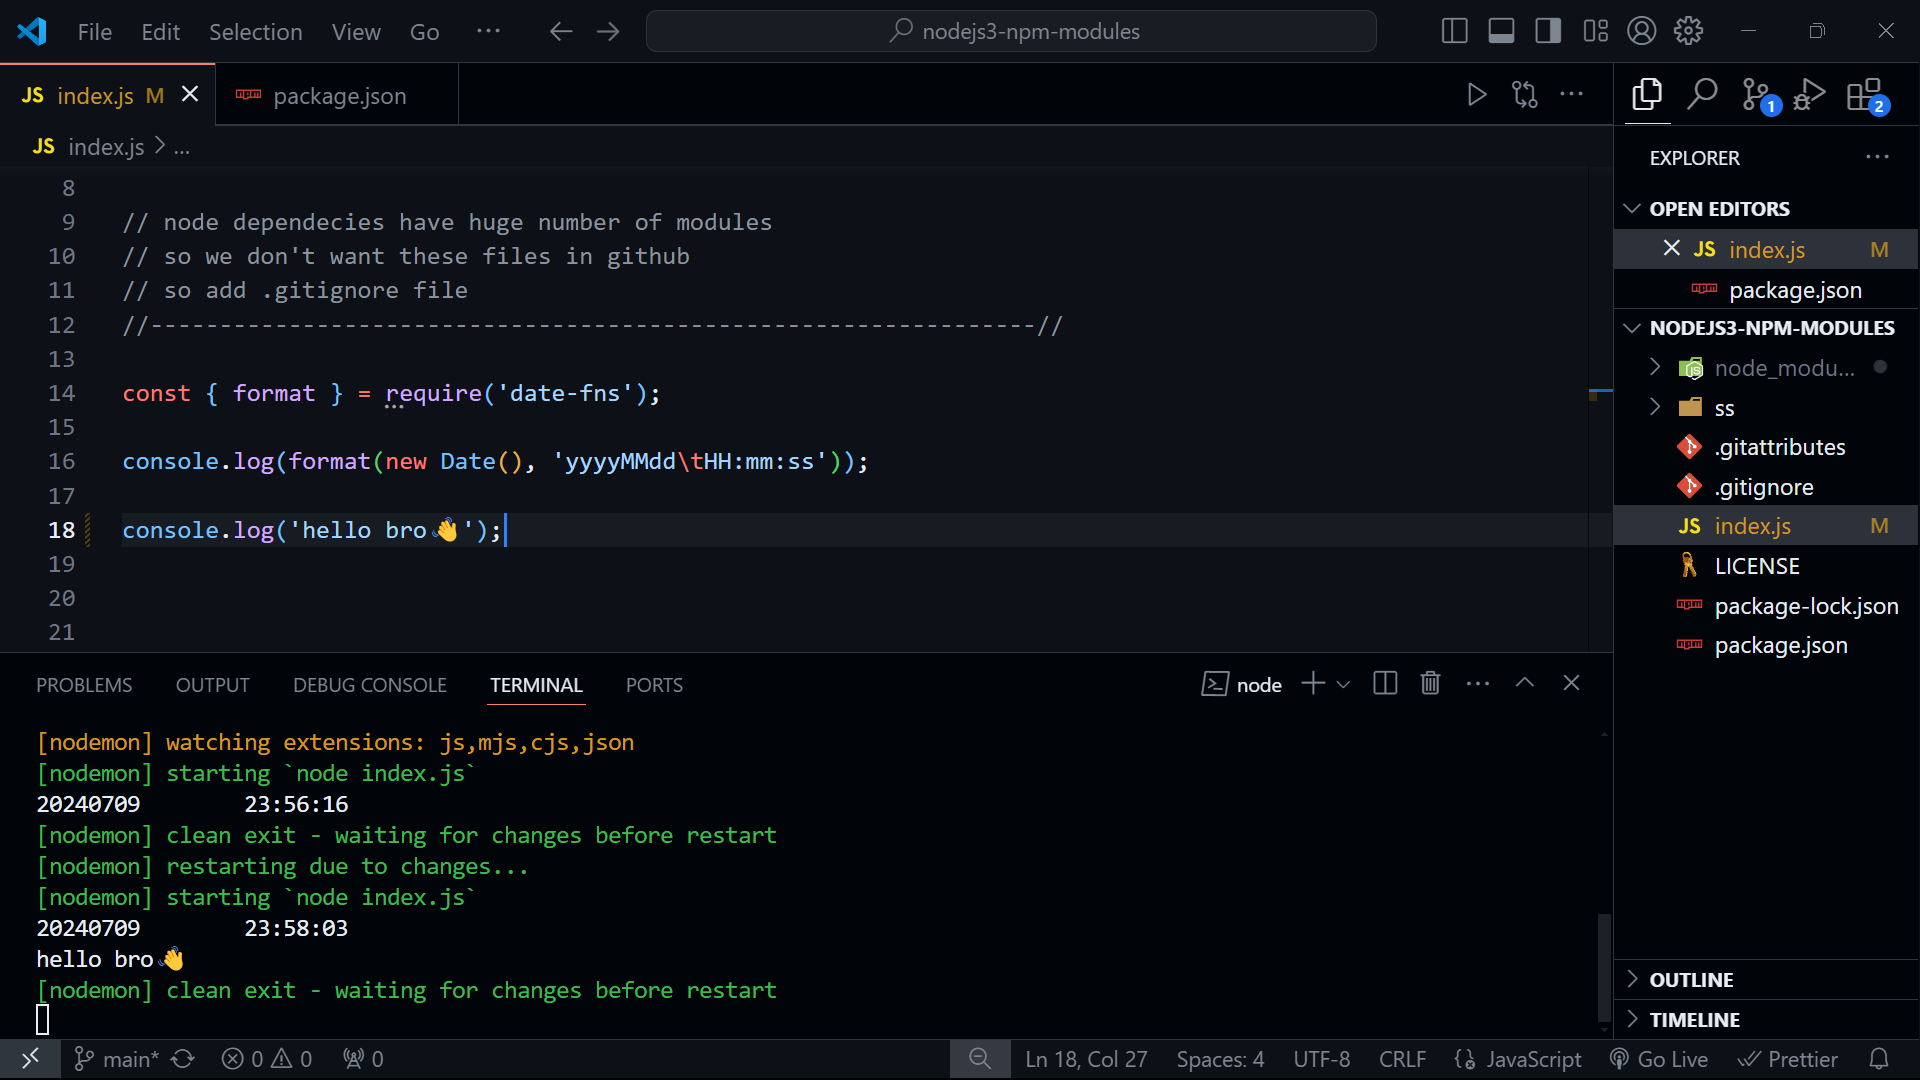 File Edit Selection View Go ··· nodejs3-npm-modules
JS index.js M package.json
JS index.js > ...
8
9 // node dependecies have huge number of modules
10 // so we don't want these files in github
11 // so add .gitignore file
12 //----------------------------------------------------------------//
13
14 const { format } = require('date-fns');
15
16 console.log(format(new Date(), 'yyyyMMdd\tHH:mm:ss'));
17
18 console.log('hello bro👋');
19
20
21
PROBLEMS OUTPUT DEBUG CONSOLE TERMINAL PORTS node
[nodemon] watching extensions: js,mjs,cjs,json
[nodemon] starting `node index.js`
20240709 23:56:16
[nodemon] clean exit - waiting for changes before restart
[nodemon] restarting due to changes...
[nodemon] starting `node index.js`
20240709 23:58:03
hello bro👋
[nodemon] clean exit - waiting for changes before restart
1 2
EXPLORER
OPEN EDITORS
JS index.js M
package.json
NODEJS3-NPM-MODULES
node_modu...
ss
.gitattributes
.gitignore
JS index.js M
LICENSE
package-lock.json
package.json
OUTLINE
TIMELINE
main* 0 0 0 Ln 18, Col 27 Spaces: 4 UTF-8 CRLF JavaScript Go Live Prettier